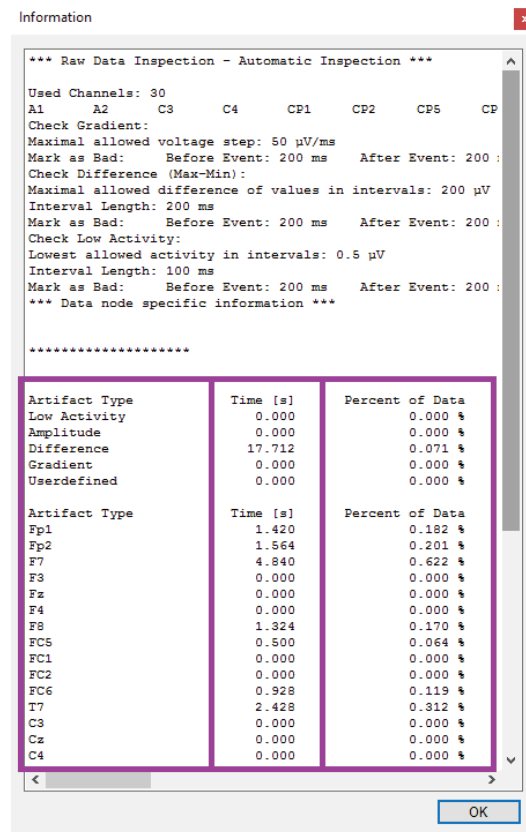 Information
x
*** Raw Data Inspection - Automatic Inspection ***
Used Channels: 30
A1 A2 C3 C4 CP1 CP2 CP5 CP
Check Gradient:
Maximal allowed voltage step: 50 µV/ms
Mark as Bad: Before Event: 200 ms After Event: 200
Check Difference (Max-Min):
Maximal allowed difference of values in intervals: 200 µV
Interval Length: 200 ms
Mark as Bad: Before Event: 200 ms After Event: 200
Check Low Activity:
Lowest allowed activity in intervals: 0.5 µV
Interval Length: 100 ms
Mark as Bad: Before Event: 200 ms After Event: 200
*** Data node specific information ***
********************
Artifact Type Time [s] Percent of Data
Low Activity 0.000 0.000 %
Amplitude 0.000 0.000 %
Difference 17.712 0.071 %
Gradient 0.000 0.000 %
Userdefined 0.000 0.000 %
Artifact Type Time [s] Percent of Data
Fp1 1.420 0.182 %
Fp2 1.564 0.201 %
F7 4.840 0.622 %
F3 0.000 0.000 %
Fz 0.000 0.000 %
F4 0.000 0.000 %
F8 1.324 0.170 %
FC5 0.500 0.064 %
FC1 0.000 0.000 %
FC2 0.000 0.000 %
FC6 0.928 0.119 %
T7 2.428 0.312 %
C3 0.000 0.000 %
Cz 0.000 0.000 %
C4 0.000 0.000 %
OK